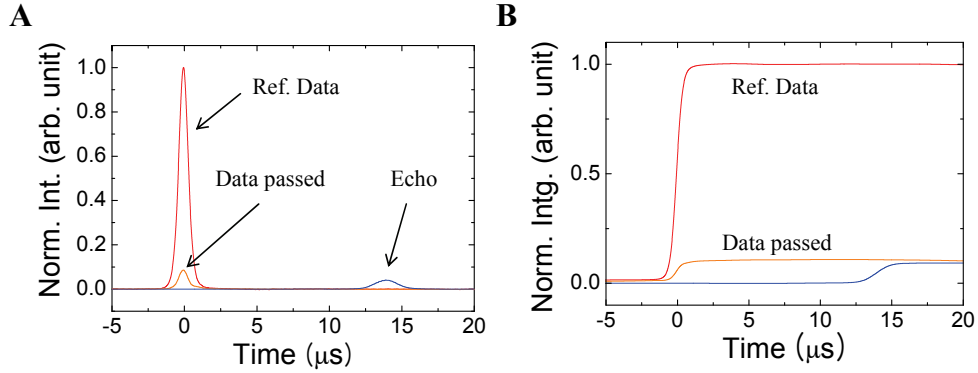 A
Norm. Int. (arb. unit)
1.0
0.8
0.6
0.4
0.2
0.0
Ref. Data
Data passed
Echo
-5
0
5
10
15
20
Time (μs)
B
Norm. Intg. (arb. unit)
1.0
0.5
0.0
Ref. Data
Data passed
-5
0
5
10
15
20
Time (μs)